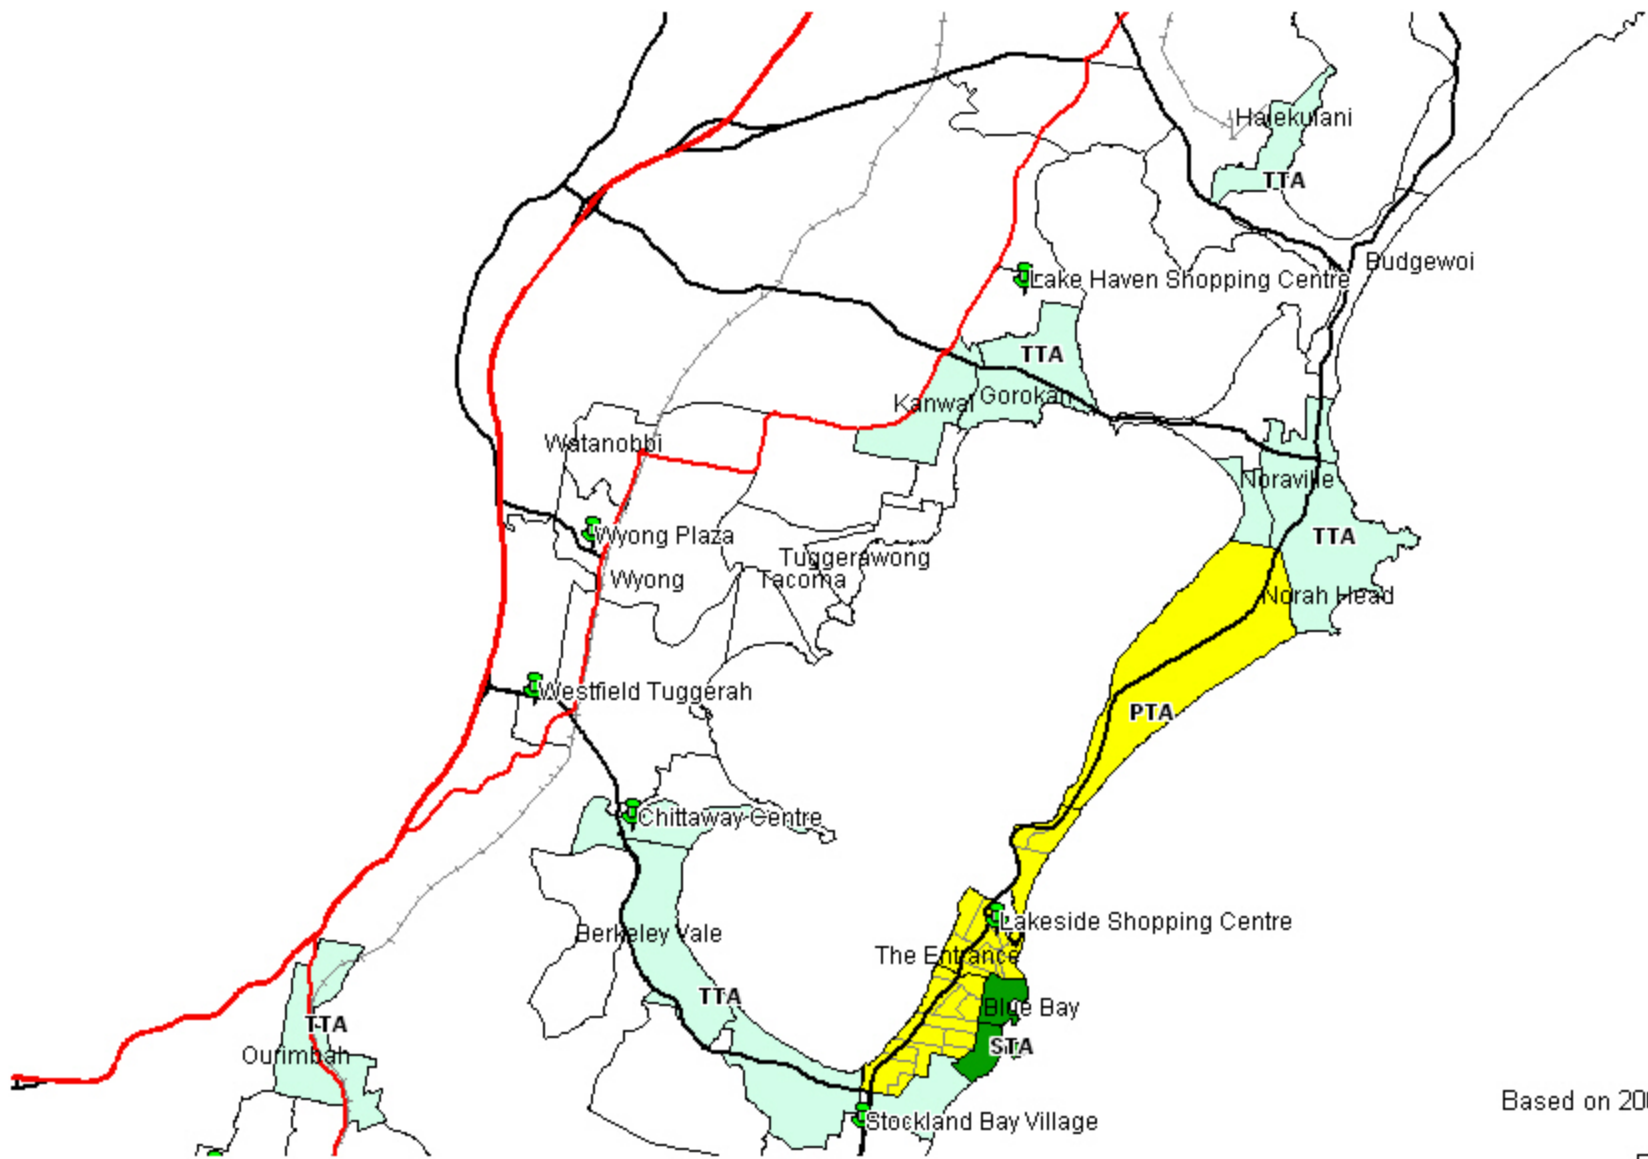 Halekulani
TTA
Budgewoi
Lake Haven Shopping Centre
TTA
Kanwal
Gorokan
Watanobbi
Noraville
Wyong Plaza
TTA
Tuggerawong
Wyong
Tacoma
Norah Head
Westfield Tuggerah
PTA
Chittaway Centre
Lakeside Shopping Centre
Berkeley Vale
The Entrance
TTA
Blue Bay
TTA
STA
Ourimbah
Based on 20
Stockland Bay Village